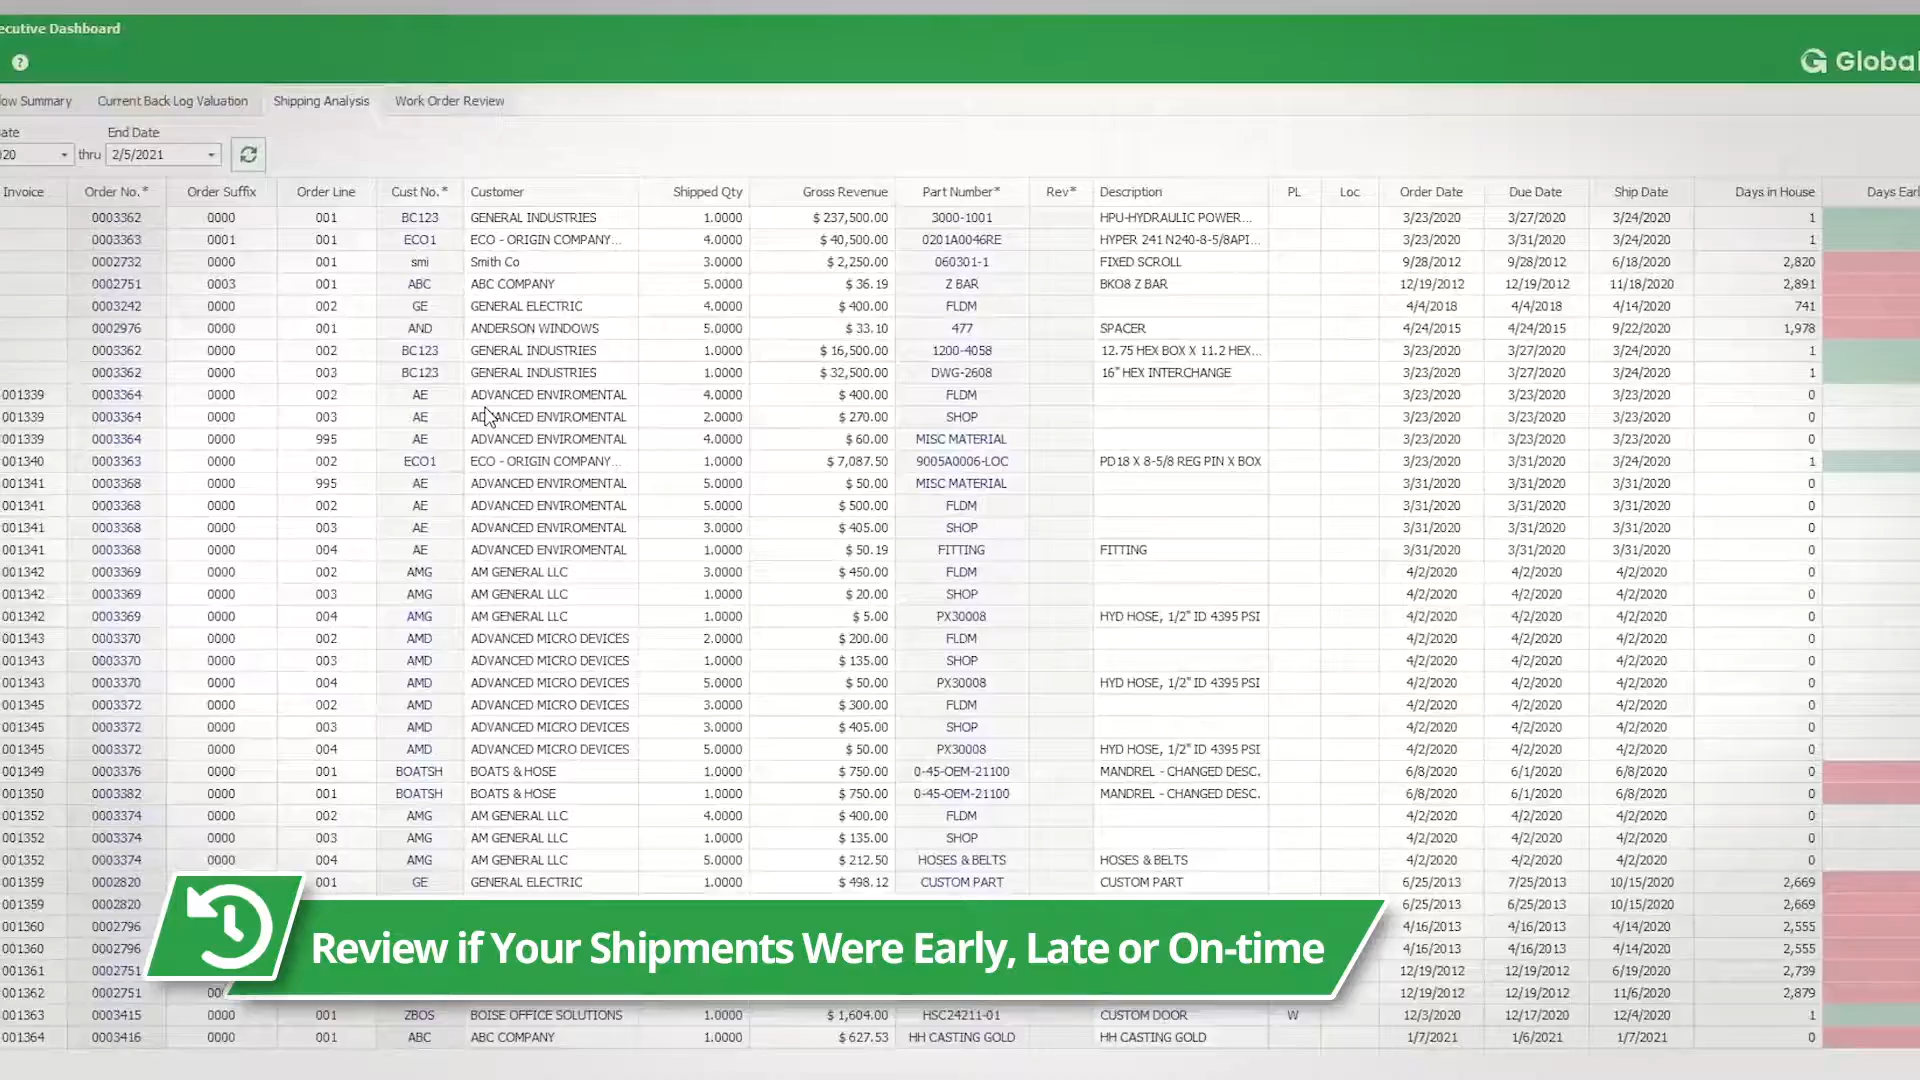 ecutive Dashboard
?
Global
ow Summary Current Back Log Valuation Shipping Analysis Work Order Review
ate End Date
20 thru 2/5/2021
Invoice Order No.* Order Suffix Order Line Cust No.* Customer Shipped Qty Gross Revenue Part Number* Rev* Description PL Loc Order Date Due Date Ship Date Days in House Days Earl
0003362 0000 001 BC123 GENERAL INDUSTRIES 1.0000 $ 237,500.00 3000-1001 HPU-HYDRAULIC POWER... 3/23/2020 3/27/2020 3/24/2020 1
0003363 0001 001 ECO1 ECO - ORIGIN COMPANY... 4.0000 $ 40,500.00 0201A0046RE HYPER 241 N240-8-5/8API... 3/23/2020 3/31/2020 3/24/2020 1
0002732 0000 001 smi Smith Co 3.0000 $ 2,250.00 060301-1 FIXED SCROLL 9/28/2012 9/28/2012 6/18/2020 2,820
0002751 0003 001 ABC ABC COMPANY 5.0000 $ 36.19 Z BAR BKO8 Z BAR 12/19/2012 12/19/2012 11/18/2020 2,891
0003242 0000 002 GE GENERAL ELECTRIC 4.0000 $ 400.00 FLDM 4/4/2018 4/4/2018 4/14/2020 741
0002976 0000 001 AND ANDERSON WINDOWS 5.0000 $ 33.10 477 SPACER 4/24/2015 4/24/2015 9/22/2020 1,978
0003362 0000 002 BC123 GENERAL INDUSTRIES 1.0000 $ 16,500.00 1200-4058 12.75 HEX BOX X 11.2 HEX... 3/23/2020 3/27/2020 3/24/2020 1
0003362 0000 003 BC123 GENERAL INDUSTRIES 1.0000 $ 32,500.00 DWG-2608 16" HEX INTERCHANGE 3/23/2020 3/27/2020 3/24/2020 1
001339 0003364 0000 002 AE ADVANCED ENVIROMENTAL 4.0000 $ 400.00 FLDM 3/23/2020 3/23/2020 3/23/2020 0
001339 0003364 0000 003 AE ADVANCED ENVIROMENTAL 2.0000 $ 270.00 SHOP 3/23/2020 3/23/2020 3/23/2020 0
001339 0003364 0000 995 AE ADVANCED ENVIROMENTAL 4.0000 $ 60.00 MISC MATERIAL 3/23/2020 3/23/2020 3/23/2020 0
001340 0003363 0000 002 ECO1 ECO - ORIGIN COMPANY... 1.0000 $ 7,087.50 9005A0006-LOC PD18 X 8-5/8 REG PIN X BOX 3/23/2020 3/31/2020 3/24/2020 1
001341 0003368 0000 995 AE ADVANCED ENVIROMENTAL 5.0000 $ 50.00 MISC MATERIAL 3/31/2020 3/31/2020 3/31/2020 0
001341 0003368 0000 002 AE ADVANCED ENVIROMENTAL 5.0000 $ 500.00 FLDM 3/31/2020 3/31/2020 3/31/2020 0
001341 0003368 0000 003 AE ADVANCED ENVIROMENTAL 3.0000 $ 405.00 SHOP 3/31/2020 3/31/2020 3/31/2020 0
001341 0003368 0000 004 AE ADVANCED ENVIROMENTAL 1.0000 $ 50.19 FITTING FITTING 3/31/2020 3/31/2020 3/31/2020 0
001342 0003369 0000 002 AMG AM GENERAL LLC 3.0000 $ 450.00 FLDM 4/2/2020 4/2/2020 4/2/2020 0
001342 0003369 0000 003 AMG AM GENERAL LLC 1.0000 $ 20.00 SHOP 4/2/2020 4/2/2020 4/2/2020 0
001342 0003369 0000 004 AMG AM GENERAL LLC 1.0000 $ 5.00 PX30008 HYD HOSE, 1/2" ID 4395 PSI 4/2/2020 4/2/2020 4/2/2020 0
001343 0003370 0000 002 AMD ADVANCED MICRO DEVICES 2.0000 $ 200.00 FLDM 4/2/2020 4/2/2020 4/2/2020 0
001343 0003370 0000 003 AMD ADVANCED MICRO DEVICES 1.0000 $ 135.00 SHOP 4/2/2020 4/2/2020 4/2/2020 0
001343 0003370 0000 004 AMD ADVANCED MICRO DEVICES 5.0000 $ 50.00 PX30008 HYD HOSE, 1/2" ID 4395 PSI 4/2/2020 4/2/2020 4/2/2020 0
001345 0003372 0000 002 AMD ADVANCED MICRO DEVICES 3.0000 $ 300.00 FLDM 4/2/2020 4/2/2020 4/2/2020 0
001345 0003372 0000 003 AMD ADVANCED MICRO DEVICES 3.0000 $ 405.00 SHOP 4/2/2020 4/2/2020 4/2/2020 0
001345 0003372 0000 004 AMD ADVANCED MICRO DEVICES 5.0000 $ 50.00 PX30008 HYD HOSE, 1/2" ID 4395 PSI 4/2/2020 4/2/2020 4/2/2020 0
001349 0003376 0000 001 BOATSH BOATS & HOSE 1.0000 $ 750.00 0-45-OEM-21100 MANDREL - CHANGED DESC. 6/8/2020 6/1/2020 6/8/2020 0
001350 0003382 0000 001 BOATSH BOATS & HOSE 1.0000 $ 750.00 0-45-OEM-21100 MANDREL - CHANGED DESC. 6/8/2020 6/1/2020 6/8/2020 0
001352 0003374 0000 002 AMG AM GENERAL LLC 4.0000 $ 400.00 FLDM 4/2/2020 4/2/2020 4/2/2020 0
001352 0003374 0000 003 AMG AM GENERAL LLC 1.0000 $ 135.00 SHOP 4/2/2020 4/2/2020 4/2/2020 0
001352 0003374 0000 004 AMG AM GENERAL LLC 5.0000 $ 212.50 HOSES & BELTS HOSES & BELTS 4/2/2020 4/2/2020 4/2/2020 0
001359 0002820 001 GE GENERAL ELECTRIC 1.0000 $ 498.12 CUSTOM PART CUSTOM PART 6/25/2013 7/25/2013 10/15/2020 2,669
001359 0002820 6/25/2013 6/25/2013 10/15/2020 2,669
001360 0002796 4/16/2013 4/16/2013 4/14/2020 2,555
001360 0002796 4/16/2013 4/16/2013 4/14/2020 2,555
Review if Your Shipments Were Early, Late or On-time
001361 0002751 12/19/2012 12/19/2012 6/19/2020 2,739
001362 0002751 00 12/19/2012 12/19/2012 11/6/2020 2,879
001363 0003415 0000 001 ZBOS BOISE OFFICE SOLUTIONS 1.0000 $ 1,604.00 HSC24211-01 CUSTOM DOOR W 12/3/2020 12/17/2020 12/4/2020 1
001364 0003416 0000 001 ABC ABC COMPANY 1.0000 $ 627.53 HH CASTING GOLD HH CASTING GOLD 1/7/2021 1/6/2021 1/7/2021 0